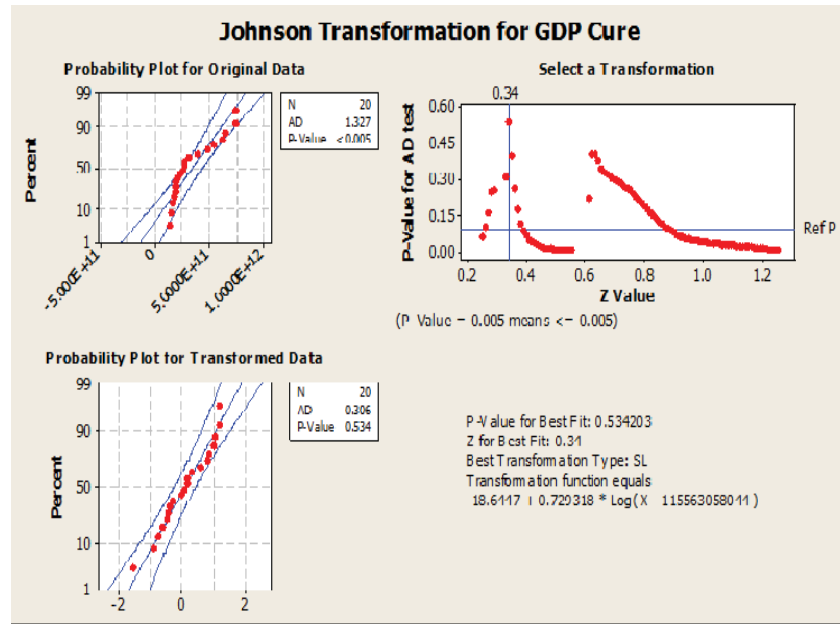 Johnson Transformation for GDP Cure
Probability Plot for Original Data
Percent
99
90
50
10
1
-5.000E+11
0
5.0000E+11
1.0000E+12
N 20
AD 1.327
P-Value < 0.005
Select a Transformation
0.34
P-Value for AD test
0.60
0.45
0.30
0.15
0.00
Ref P
0.2 0.4 0.6 0.8 1.0 1.2
Z Value
(P Value = 0.005 means <= 0.005)
Probability Plot for Transformed Data
Percent
99
90
50
10
1
-2 0 2
N 20
AD 0.306
P-Value 0.534
P-Value for Best Fit: 0.534203
Z for Best Fit: 0.34
Best Transformation Type: SL
Transformation function equals
+ 0.729318 * Log( X